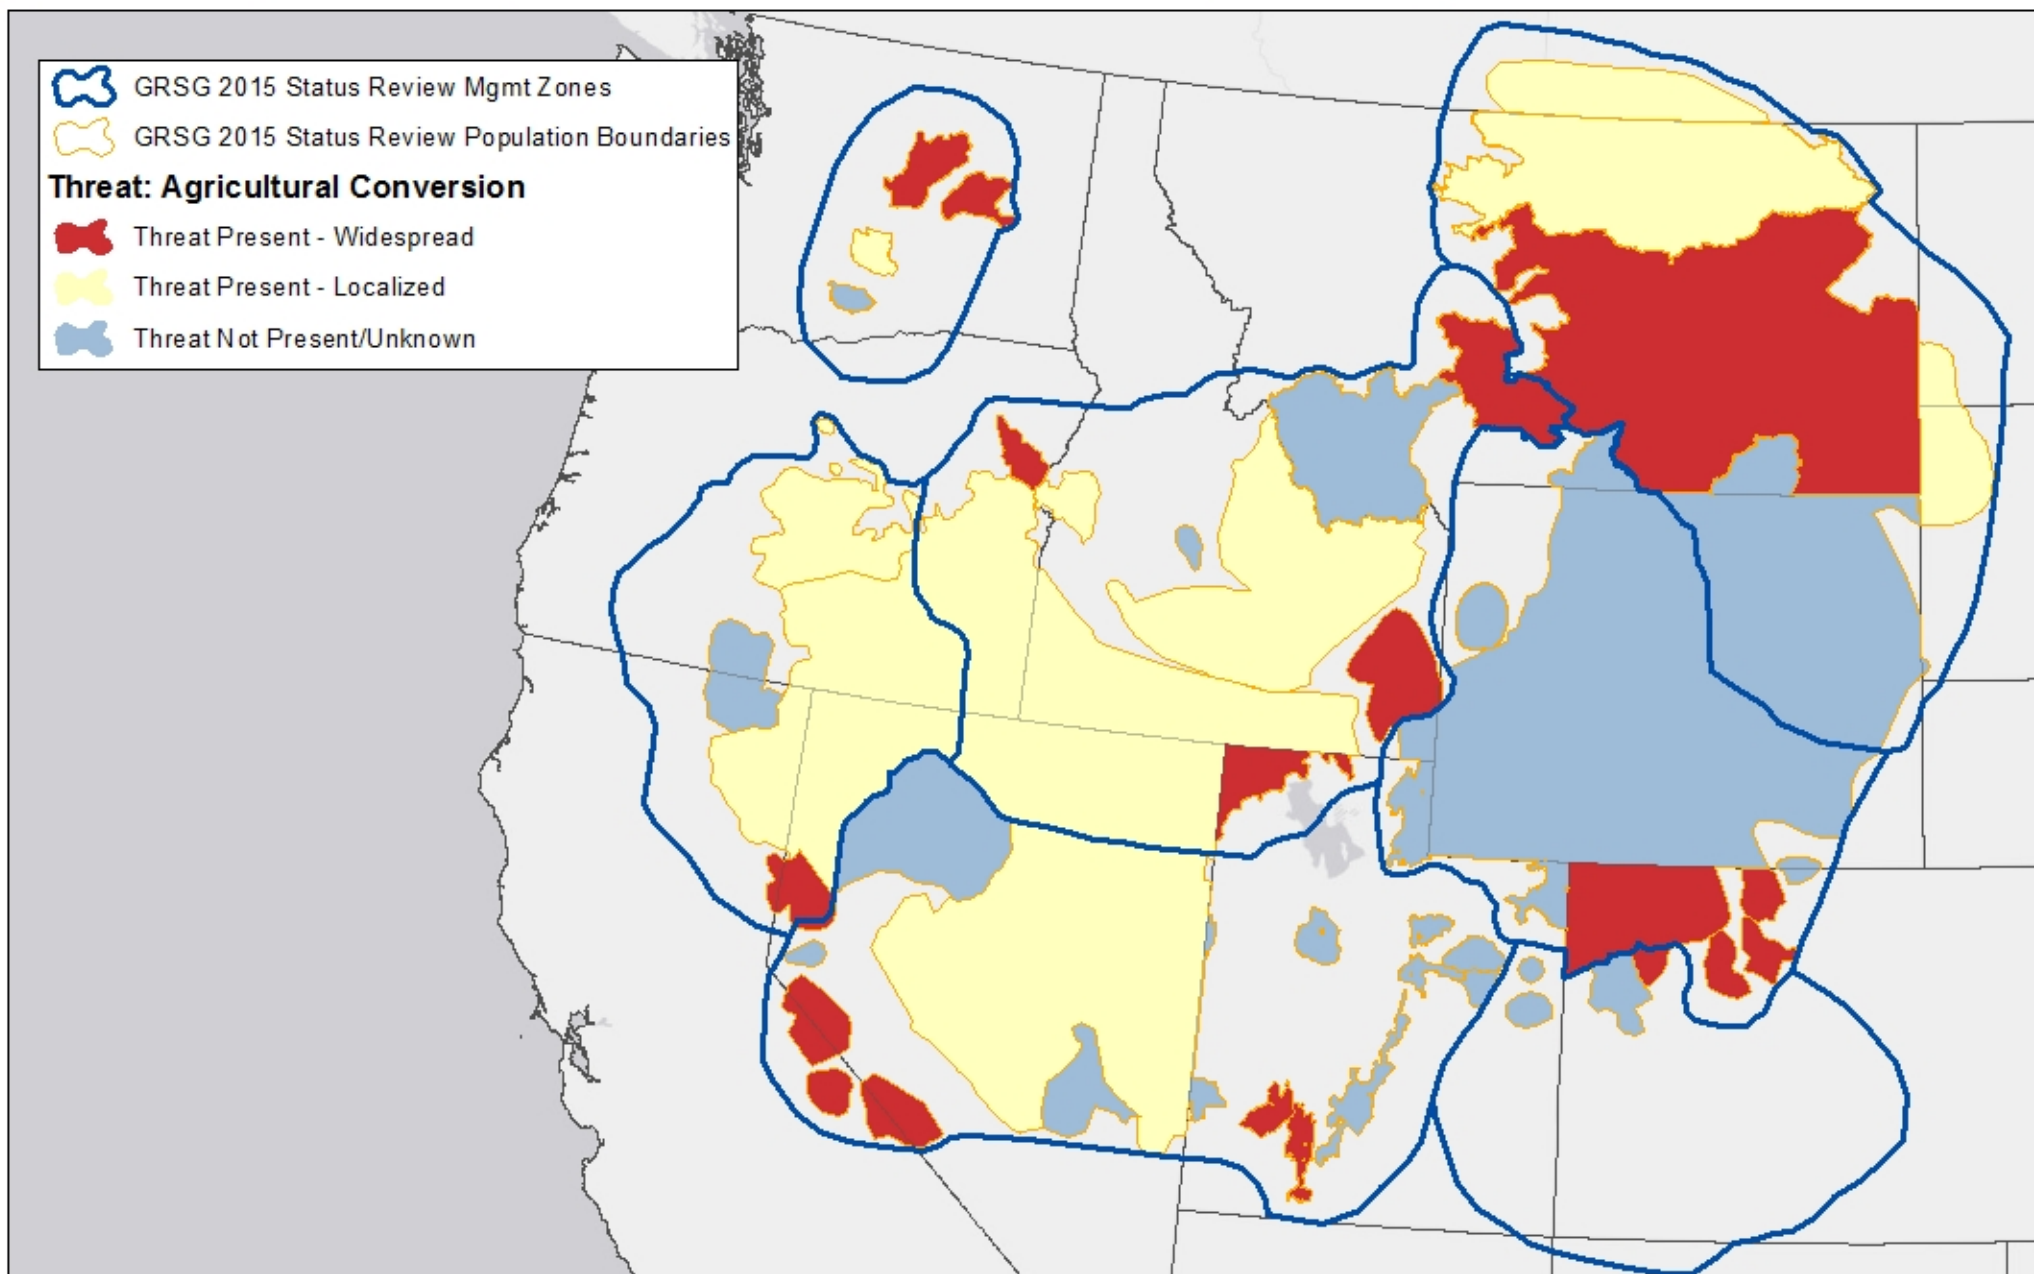 GRSG 2015 Status Review Mgmt Zones
GRSG 2015 Status Review Population Boundaries
Threat: Agricultural Conversion
Threat Present - Widespread
Threat Present - Localized
Threat Not Present/Unknown